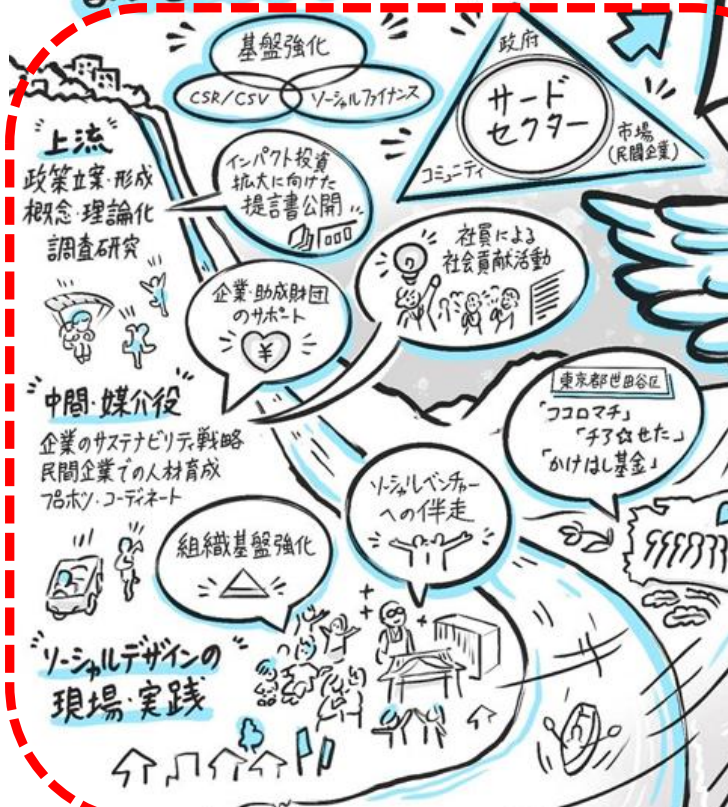 基盤強化
CSR/CSV
ソーシャルファイナンス
政府
サード
セクター
市場
(民間企業)
コミュニティ
上流
政策立案・形成
概念・理論化
調査研究
インパクト投資
拡大に向けた
提言書公開
社員による
社会貢献活動
企業・助成財団
のサポート
¥
中間・媒介役
企業のサステナビリティ戦略
民間企業での人材育成
プロボノ・コーディネート
東京都世田谷区
「ココロマチ」
「チア☆せた」
「かけはし基金」
ソーシャルベンチャー
への伴走
組織基盤強化
ソーシャルデザインの
現場・実践